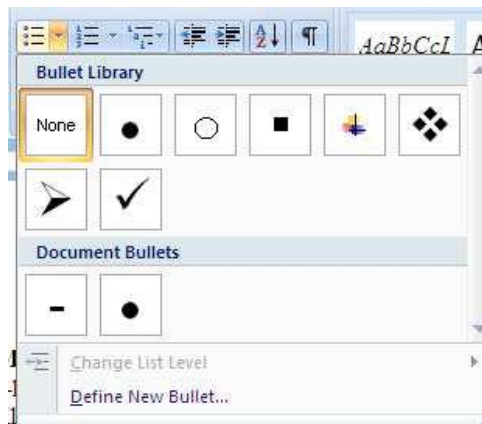 AaBbCcI A
Bullet Library
None
Document Bullets
Change List Level
Define New Bullet...